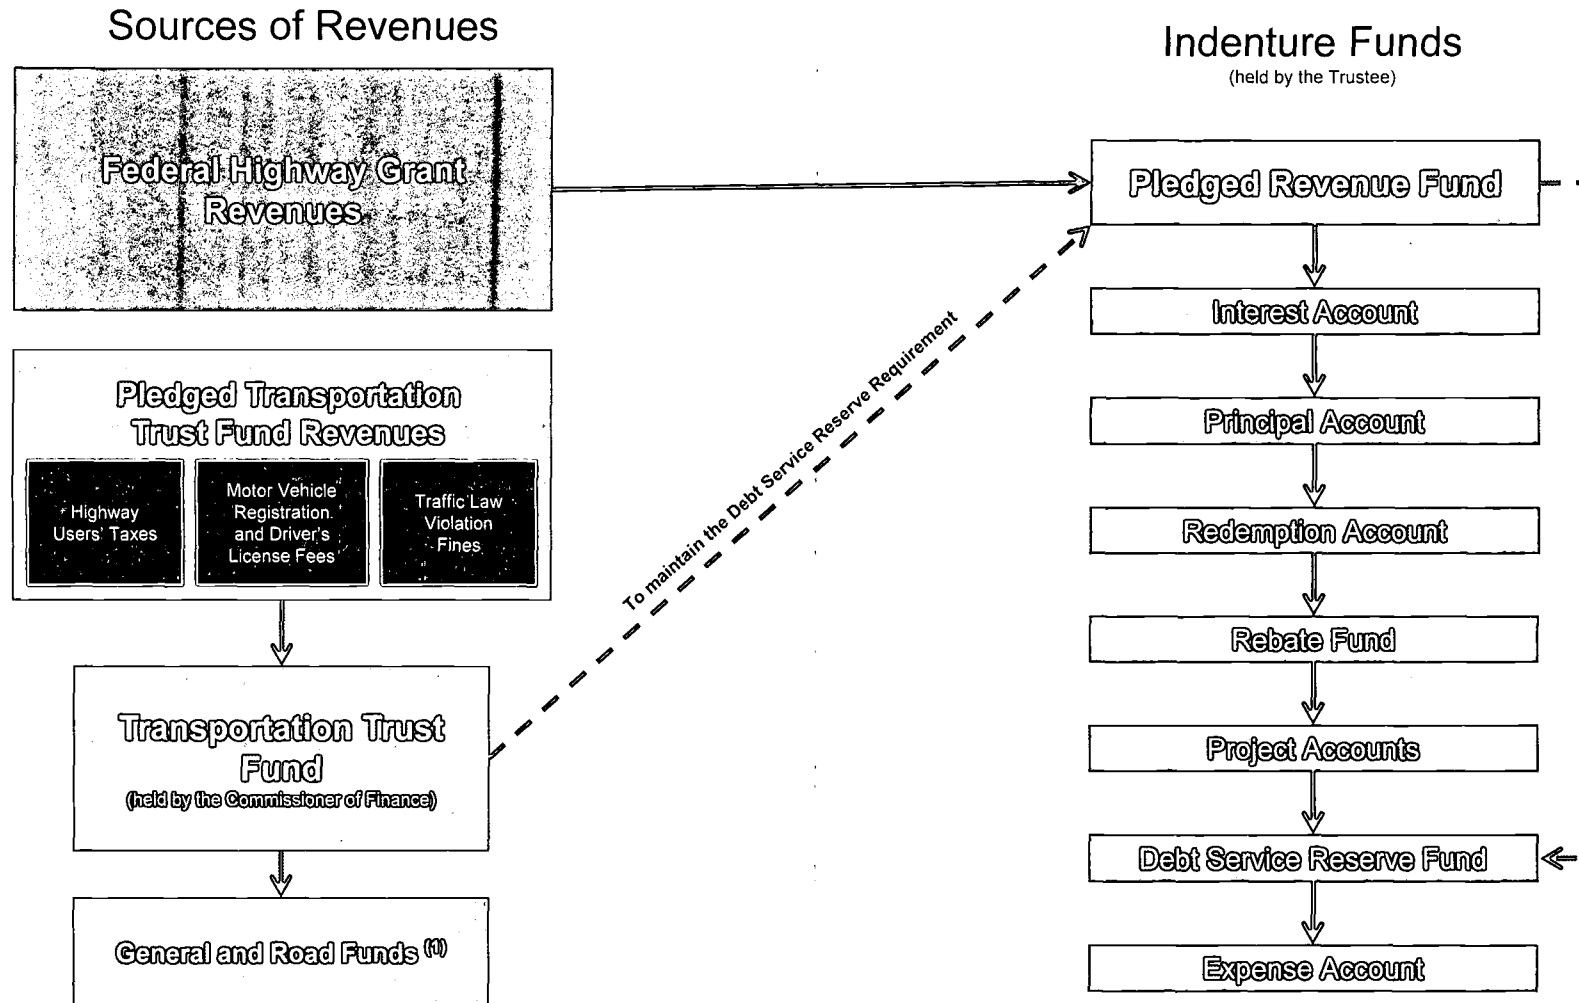 Sources of Revenues
Federal Highway Grant
Revenues
Pledged Transportation
Trust Fund Revenues
Highway
Users' Taxes
Motor Vehicle
Registration
and Driver's
License Fees
Traffic Law
Violation
Fines
Transportation Trust
Fund
(held by the Commissioner of Finance)
General and Road Funds (1)
To maintain the Debt Service Reserve Requirement
Indenture Funds
(held by the Trustee)
Pledged Revenue Fund
Interest Account
Principal Account
Redemption Account
Rebate Fund
Project Accounts
Debt Service Reserve Fund
Expense Account